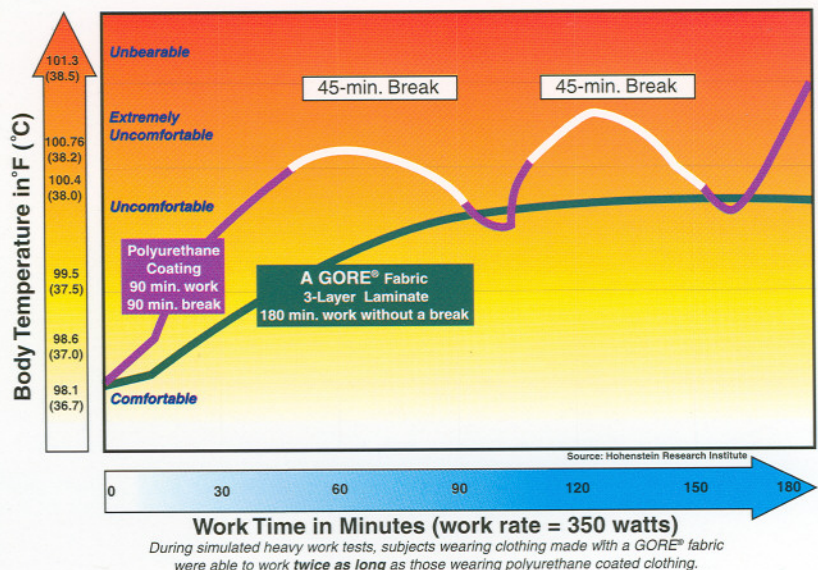 Body Temperature in °F (°C)
101.3
(38.5)
100.76
(38.2)
100.4
(38.0)
99.5
(37.5)
98.6
(37.0)
98.1
(36.7)
Unbearable
45-min. Break
45-min. Break
Extremely
Uncomfortable
Uncomfortable
Polyurethane
Coating
90 min. work
90 min. break
A GORE® Fabric
3-Layer Laminate
180 min. work without a break
Comfortable
Source: Hohenstein Research Institute
0 30 60 90 120 150 180
Work Time in Minutes (work rate = 350 watts)
During simulated heavy work tests, subjects wearing clothing made with a GORE® fabric
were able to work twice as long as those wearing polyurethane coated clothing.